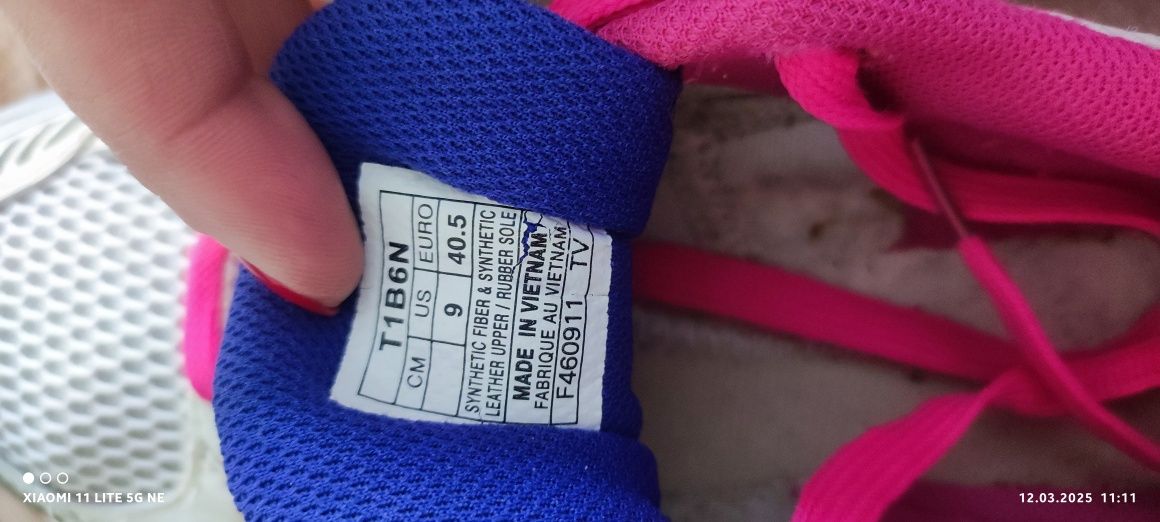 T1B6N
CM US EURO
9 40.5
SYNTHETIC FIBER & SYNTHETIC
LEATHER UPPER / RUBBER SOLE
MADE IN VIETNAM
FABRIQUE AU VIETNAM
F460911 TV
XIAOMI 11 LITE 5G NE
12.03.2025 11:11